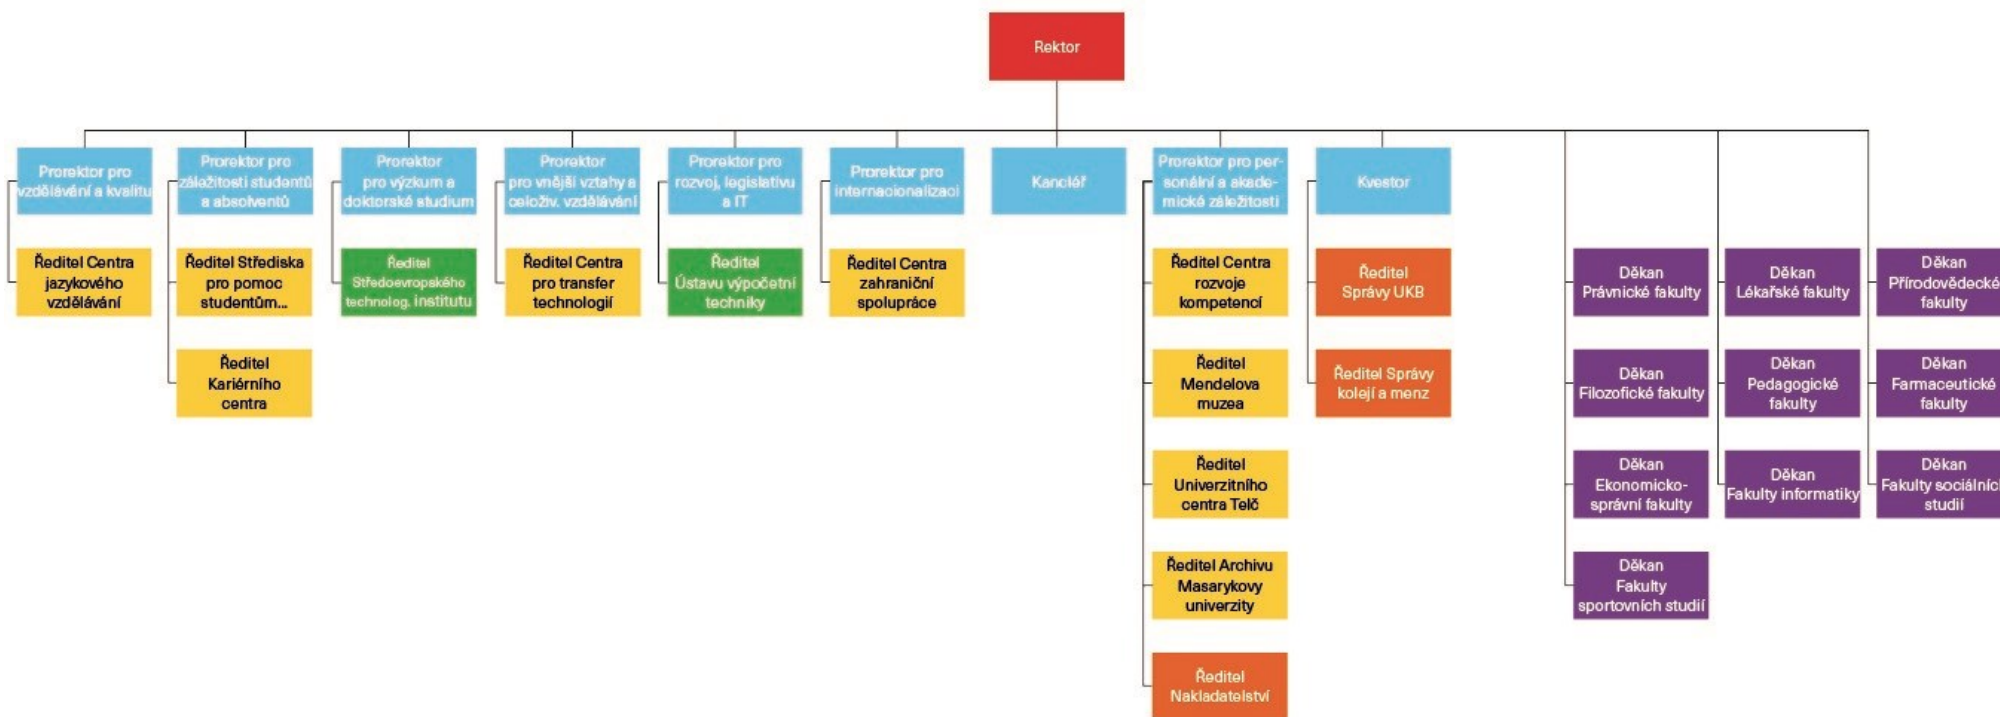 Rektor
Prorektor pro
vzdělávání a kvalitu
Prorektor pro
záležitosti studentů
a absolventů
Prorektor
pro výzkum a
doktorské studium
Prorektor
pro vnější vztahy a
celoživ. vzdělávání
Prorektor pro
rozvoj, legislativu
a IT
Prorektor pro
internacionalizaci
Kancléř
Prorektor pro per-
sonální a akade-
mické záležitosti
Kvestor
Ředitel Centra
jazykového
vzdělávání
Ředitel Střediska
pro pomoc
studentům...
Ředitel
Středoevropského
technolog. institutu
Ředitel Centra
pro transfer
technologií
Ředitel
Ústavu výpočetní
techniky
Ředitel Centra
zahraniční
spolupráce
Ředitel Centra
rozvoje
kompetencí
Ředitel
Správy UKB
Děkan
Právnické fakulty
Děkan
Lékařské fakulty
Děkan
Přírodovědecké
fakulty
Ředitel
Kariérního
centra
Ředitel
Mendelova
muzea
Ředitel Správy
kolejí a menz
Děkan
Filozofické fakulty
Děkan
Pedagogické
fakulty
Děkan
Farmaceutické
fakulty
Ředitel
Univerzitního
centra Telč
Děkan
Ekonomicko-
správní fakulty
Děkan
Fakulty informatiky
Děkan
Fakulty sociálních
studií
Ředitel Archivu
Masarykovy
univerzity
Děkan
Fakulty
sportovních studií
Ředitel
Nakladatelství